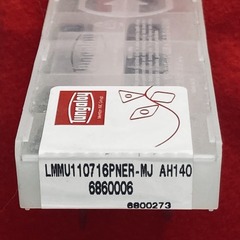 Tungaloy
LMMU110716PNER-MJ AH140
6860006
6800273